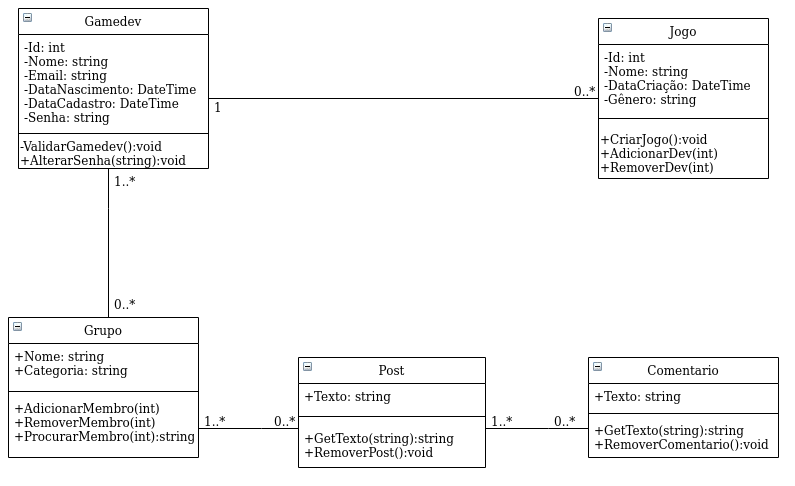 Gamedev
-Id: int
-Nome: string
-Email: string
-DataNascimento: DateTime
-DataCadastro: DateTime
-Senha: string
-ValidarGamedev():void
+AlterarSenha(string):void
1
0..*
Jogo
-Id: int
-Nome: string
-DataCriação: DateTime
-Gênero: string
+CriarJogo():void
+AdicionarDev(int)
+RemoverDev(int)
1..*
0..*
Grupo
+Nome: string
+Categoria: string
+AdicionarMembro(int)
+RemoverMembro(int)
+ProcurarMembro(int):string
1..*
0..*
Post
+Texto: string
+GetTexto(string):string
+RemoverPost():void
1..*
0..*
Comentario
+Texto: string
+GetTexto(string):string
+RemoverComentario():void